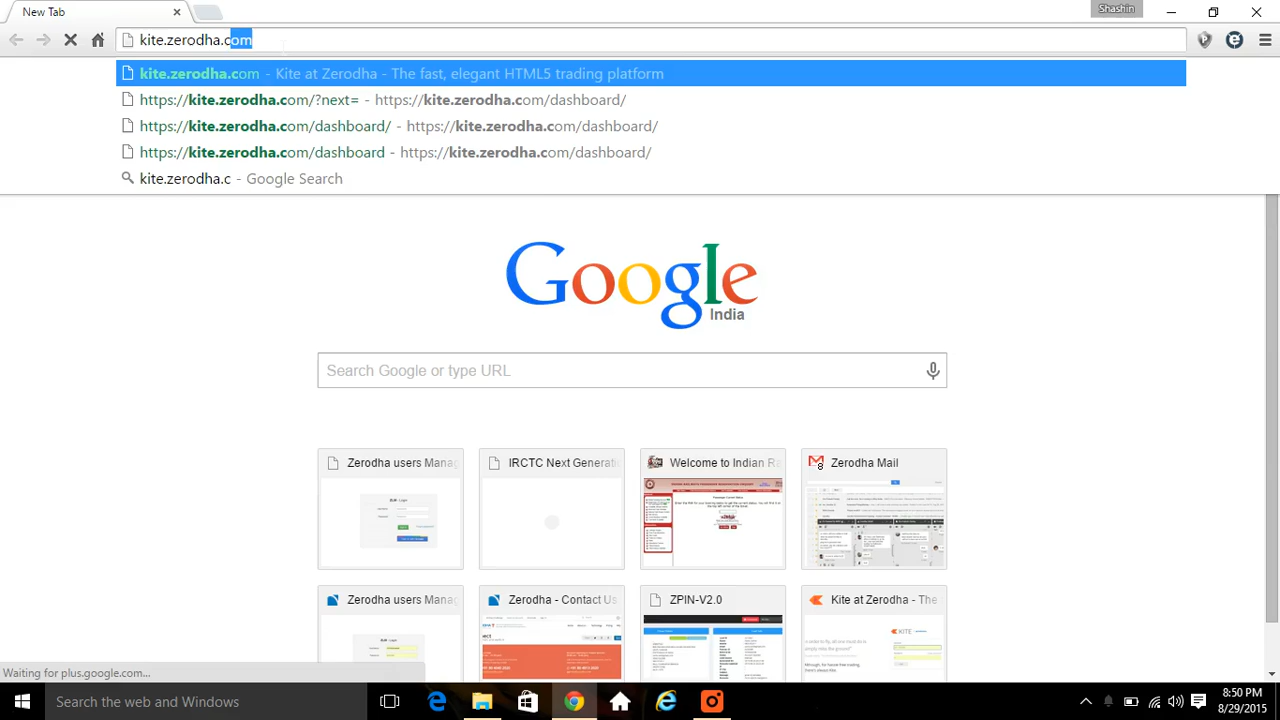 New Tab
Shashin
kite.zerodha.com
kite.zerodha.com - Kite at Zerodha - The fast, elegant HTML5 trading platform
https://kite.zerodha.com/?next= - https://kite.zerodha.com/dashboard/
https://kite.zerodha.com/dashboard/ - https://kite.zerodha.com/dashboard/
https://kite.zerodha.com/dashboard - https://kite.zerodha.com/dashboard/
kite.zerodha.c - Google Search
Google
India
Search Google or type URL
Zerodha users Manag
IRCTC Next Generati
Welcome to Indian Ra
Zerodha Mail
Zerodha users Manag
Zerodha - Contact Us
ZPIN-V2.0
Kite at Zerodha - The
KITE
for plus.google.com...
Search the Web and Windows
8:50 PM
8/29/2015